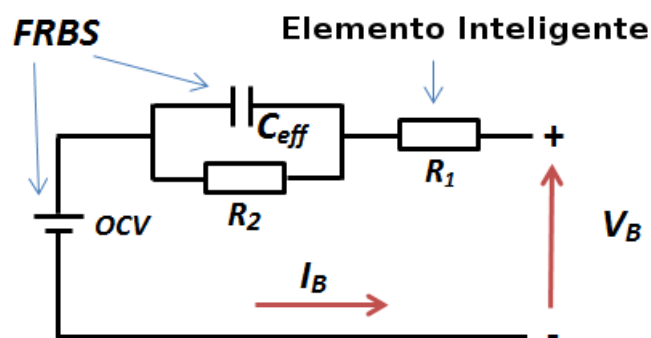 FRBS
Elemento Inteligente
C_eff
+
R_1
R_2
OCV
V_B
I_B
-